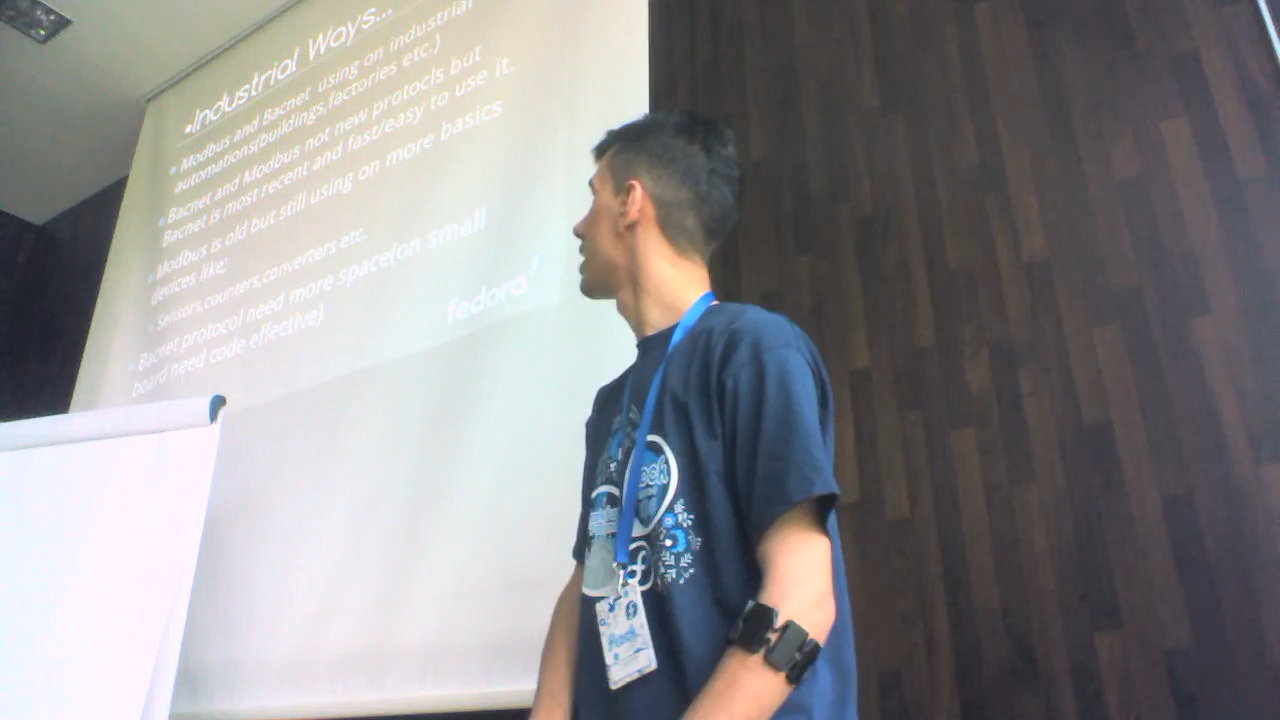 •Industrial Ways...
Modbus and Bacnet using on industrial
automations(buildings,factories etc.)
Bacnet and Modbus not new protocls but
Bacnet is most recent and fast/easy to use it.
Modbus is old but still using on more basics
devices like;
Sensors,counters,converters etc.
Bacnet protocol need more space(on small
board need code effective)
fedora